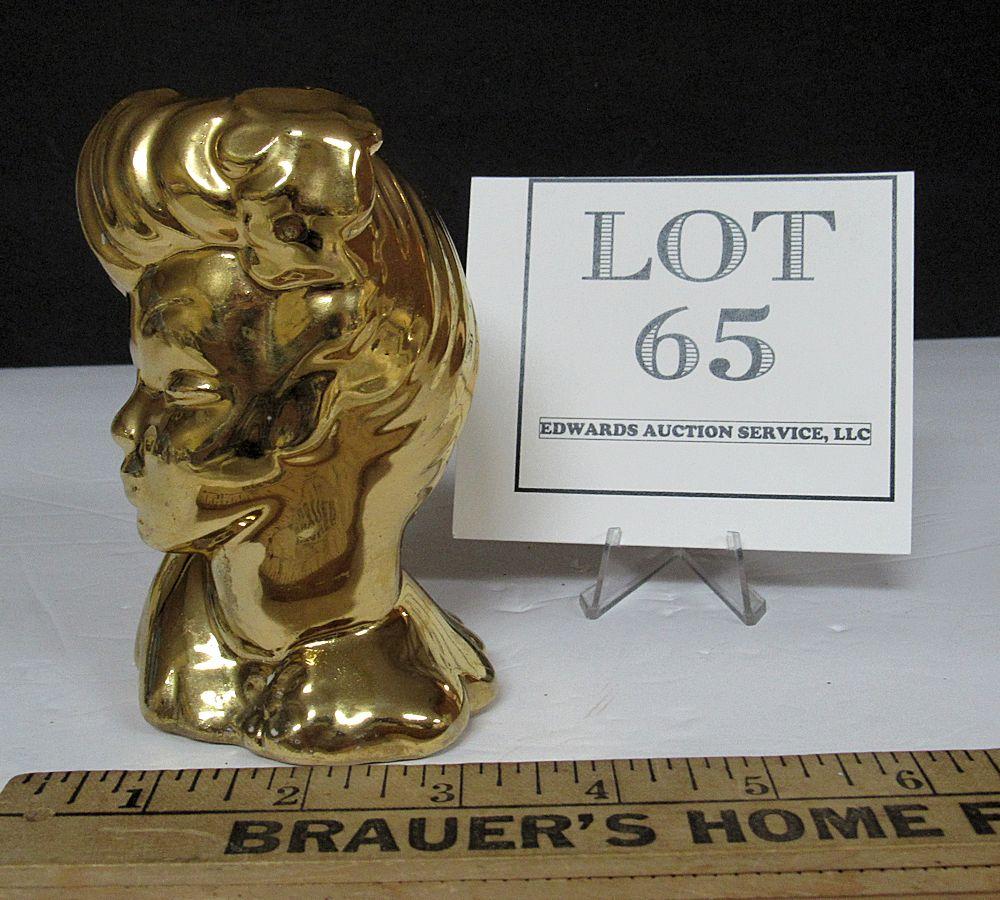 LOT
65
EDWARDS AUCTION SERVICE, LLC
1 2 3 4 5 6
BRAUER'S HOME F